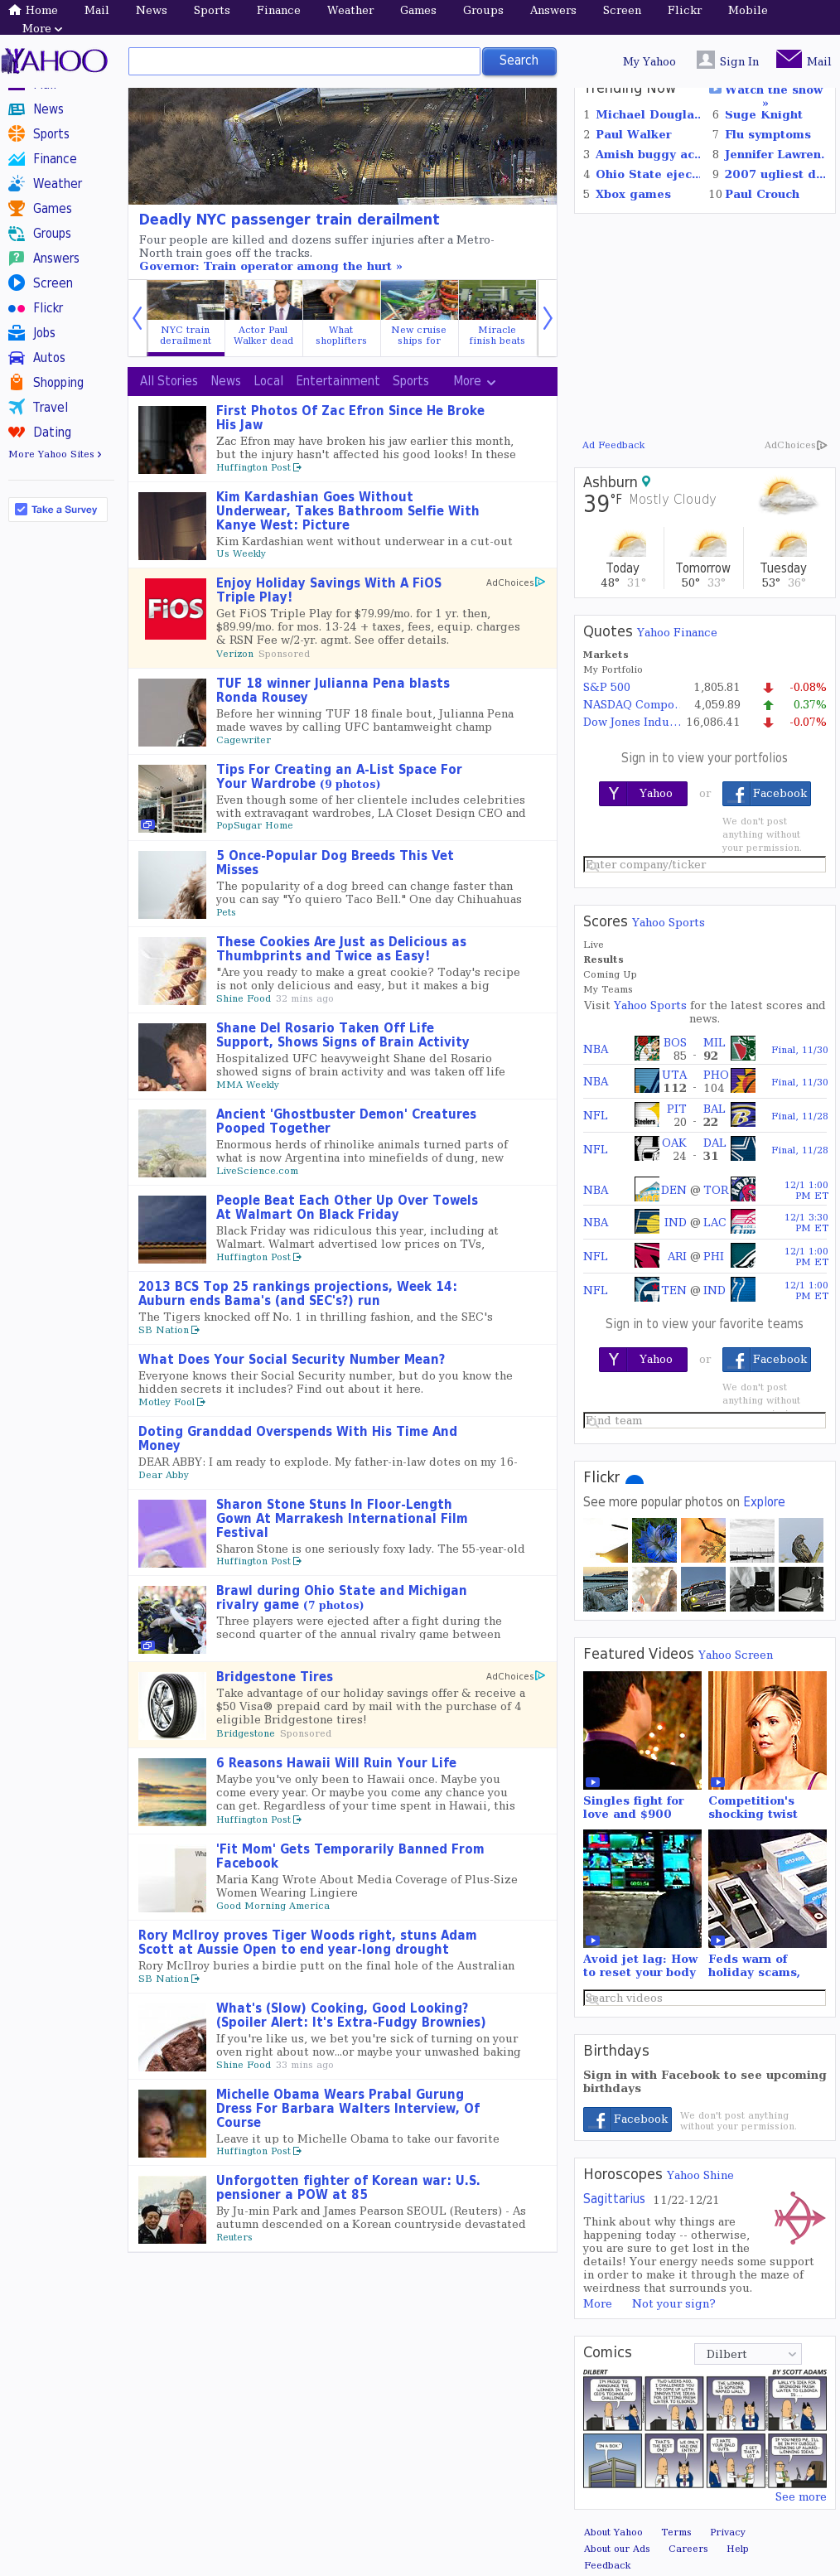 Home Mail News Sports Finance Weather Games Groups Answers Screen Flickr Mobile
More
YAHOO
Search
My Yahoo
Sign In
Mail
News
Sports
Finance
Weather
Games
Groups
Answers
Screen
Flickr
Jobs
Autos
Shopping
Travel
Dating
More Yahoo Sites
Take a Survey
Deadly NYC passenger train derailment
Four people are killed and dozens suffer injuries after a Metro-
North train goes off the tracks.
Governor: Train operator among the hurt »
NYC train
derailment
Actor Paul
Walker dead
What
shoplifters
New cruise
ships for
Miracle
finish beats
All Stories News Local Entertainment Sports More
First Photos Of Zac Efron Since He Broke
His Jaw
Zac Efron may have broken his jaw earlier this month,
but the injury hasn't affected his good looks! In these
Huffington Post
Kim Kardashian Goes Without
Underwear, Takes Bathroom Selfie With
Kanye West: Picture
Kim Kardashian went without underwear in a cut-out
Us Weekly
Enjoy Holiday Savings With A FiOS
Triple Play!
AdChoices
FiOS
Get FiOS Triple Play for $79.99/mo. for 1 yr. then,
$89.99/mo. for mos. 13-24 + taxes, fees, equip. charges
& RSN Fee w/2-yr. agmt. See offer details.
Verizon Sponsored
TUF 18 winner Julianna Pena blasts
Ronda Rousey
Before her winning TUF 18 finale bout, Julianna Pena
made waves by calling UFC bantamweight champ
Cagewriter
Tips For Creating an A-List Space For
Your Wardrobe (9 photos)
Even though some of her clientele includes celebrities
with extravagant wardrobes, LA Closet Design CEO and
PopSugar Home
5 Once-Popular Dog Breeds This Vet
Misses
The popularity of a dog breed can change faster than
you can say "Yo quiero Taco Bell." One day Chihuahuas
Pets
These Cookies Are Just as Delicious as
Thumbprints and Twice as Easy!
"Are you ready to make a great cookie? Today's recipe
is not only delicious and easy, but it makes a big
Shine Food 32 mins ago
Shane Del Rosario Taken Off Life
Support, Shows Signs of Brain Activity
Hospitalized UFC heavyweight Shane del Rosario
showed signs of brain activity and was taken off life
MMA Weekly
Ancient 'Ghostbuster Demon' Creatures
Pooped Together
Enormous herds of rhinolike animals turned parts of
what is now Argentina into minefields of dung, new
LiveScience.com
People Beat Each Other Up Over Towels
At Walmart On Black Friday
Black Friday was ridiculous this year, including at
Walmart. Walmart advertised low prices on TVs,
Huffington Post
2013 BCS Top 25 rankings projections, Week 14:
Auburn ends Bama's (and SEC's?) run
The Tigers knocked off No. 1 in thrilling fashion, and the SEC's
SB Nation
What Does Your Social Security Number Mean?
Everyone knows their Social Security number, but do you know the
hidden secrets it includes? Find out about it here.
Motley Fool
Doting Granddad Overspends With His Time And
Money
DEAR ABBY: I am ready to explode. My father-in-law dotes on my 16-
Dear Abby
Sharon Stone Stuns In Floor-Length
Gown At Marrakesh International Film
Festival
Sharon Stone is one seriously foxy lady. The 55-year-old
Huffington Post
Brawl during Ohio State and Michigan
rivalry game (7 photos)
Three players were ejected after a fight during the
second quarter of the annual rivalry game between
Bridgestone Tires
AdChoices
Take advantage of our holiday savings offer & receive a
$50 Visa® prepaid card by mail with the purchase of 4
eligible Bridgestone tires!
Bridgestone Sponsored
6 Reasons Hawaii Will Ruin Your Life
Maybe you've only been to Hawaii once. Maybe you
come every year. Or maybe you come any chance you
can get. Regardless of your time spent in Hawaii, this
Huffington Post
'Fit Mom' Gets Temporarily Banned From
Facebook
Maria Kang Wrote About Media Coverage of Plus-Size
Women Wearing Lingiere
Good Morning America
Rory McIlroy proves Tiger Woods right, stuns Adam
Scott at Aussie Open to end year-long drought
Rory McIlroy buries a birdie putt on the final hole of the Australian
SB Nation
What's (Slow) Cooking, Good Looking?
(Spoiler Alert: It's Extra-Fudgy Brownies)
If you're like us, we bet you're sick of turning on your
oven right about now...or maybe your unwashed baking
Shine Food 33 mins ago
Michelle Obama Wears Prabal Gurung
Dress For Barbara Walters Interview, Of
Course
Leave it up to Michelle Obama to take our favorite
Huffington Post
Unforgotten fighter of Korean war: U.S.
pensioner a POW at 85
By Ju-min Park and James Pearson SEOUL (Reuters) - As
autumn descended on a Korean countryside devastated
Reuters
Trending Now
Watch the show
»
1 Michael Dougla..
2 Paul Walker
3 Amish buggy ac..
4 Ohio State ejec...
5 Xbox games
6 Suge Knight
7 Flu symptoms
8 Jennifer Lawren.
9 2007 ugliest d...
10 Paul Crouch
Ad Feedback
AdChoices
Ashburn
39°F Mostly Cloudy
Today
48° 31°
Tomorrow
50° 33°
Tuesday
53° 36°
Quotes Yahoo Finance
Markets
My Portfolio
S&P 500 1,805.81 -0.08%
NASDAQ Compo. 4,059.89 0.37%
Dow Jones Indu... 16,086.41 -0.07%
Sign in to view your portfolios
Yahoo or Facebook
We don't post
anything without
your permission.
Enter company/ticker
Scores Yahoo Sports
Live
Results
Coming Up
My Teams
Visit Yahoo Sports for the latest scores and
news.
NBA BOS 85 - MIL 92 Final, 11/30
NBA UTA 112 - PHO 104 Final, 11/30
NFL PIT 20 - BAL 22 Final, 11/28
NFL OAK 24 - DAL 31 Final, 11/28
NBA DEN @ TOR 12/1 1:00 PM ET
NBA IND @ LAC 12/1 3:30 PM ET
NFL ARI @ PHI 12/1 1:00 PM ET
NFL TEN @ IND 12/1 1:00 PM ET
Sign in to view your favorite teams
Yahoo or Facebook
We don't post
anything without
Find team
Flickr
See more popular photos on Explore
Featured Videos Yahoo Screen
Singles fight for
love and $900
Competition's
shocking twist
Avoid jet lag: How
to reset your body
Feds warn of
holiday scams,
Search videos
Birthdays
Sign in with Facebook to see upcoming
birthdays
Facebook
We don't post anything
without your permission.
Horoscopes Yahoo Shine
Sagittarius 11/22-12/21
Think about why things are
happening today -- otherwise,
you are sure to get lost in the
details! Your energy needs some support
in order to make it through the maze of
weirdness that surrounds you.
More Not your sign?
Comics
Dilbert
DILBERT BY SCOTT ADAMS
See more
About Yahoo Terms Privacy
About our Ads Careers Help
Feedback